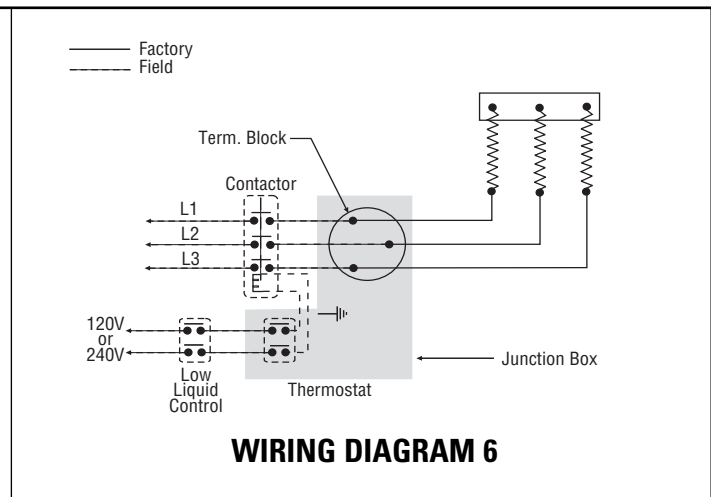 Factory
Field
Term. Block
Contactor
L1
L2
L3
120V
or
240V
Low
Liquid
Control
Thermostat
Junction Box
WIRING DIAGRAM 6